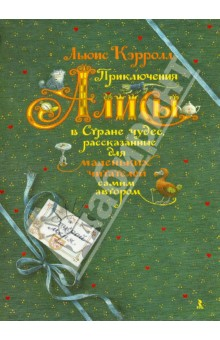 Льюис Кэрролл
Приключения
Алисы
в Стране чудес,
рассказанные
для
маленьких
читателей
самим
автором